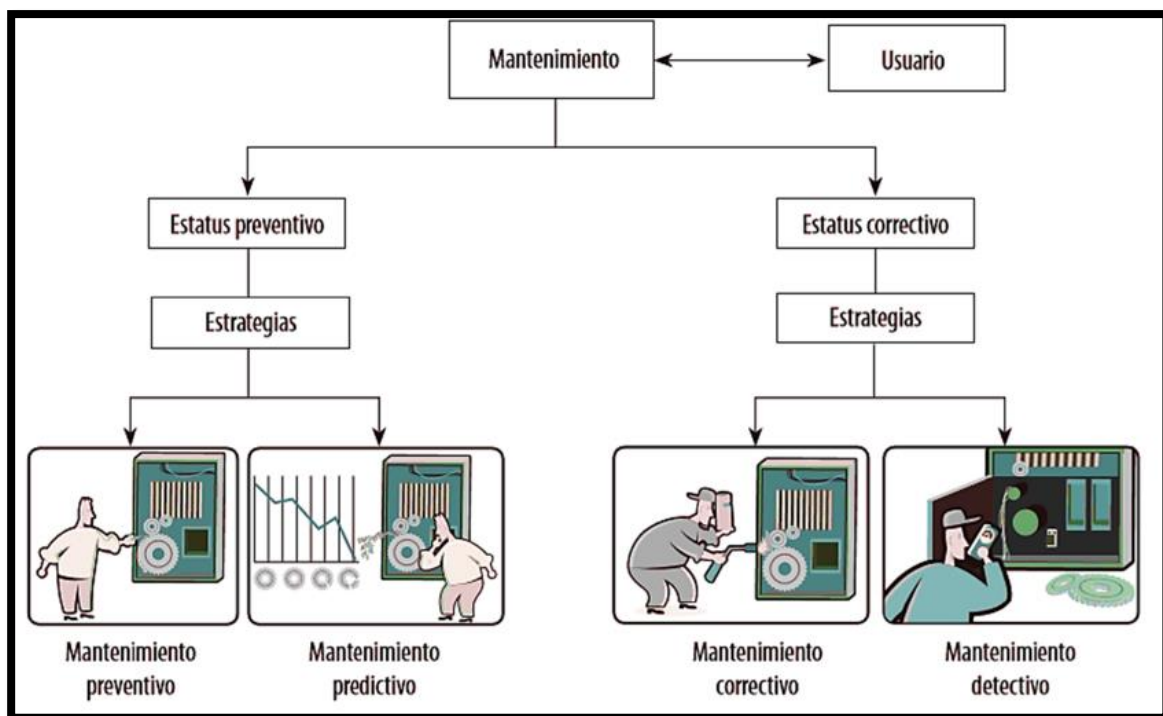 Mantenimiento
Usuario
Estatus preventivo
Estatus correctivo
Estrategias
Estrategias
Mantenimiento
preventivo
Mantenimiento
predictivo
Mantenimiento
correctivo
Mantenimiento
detectivo